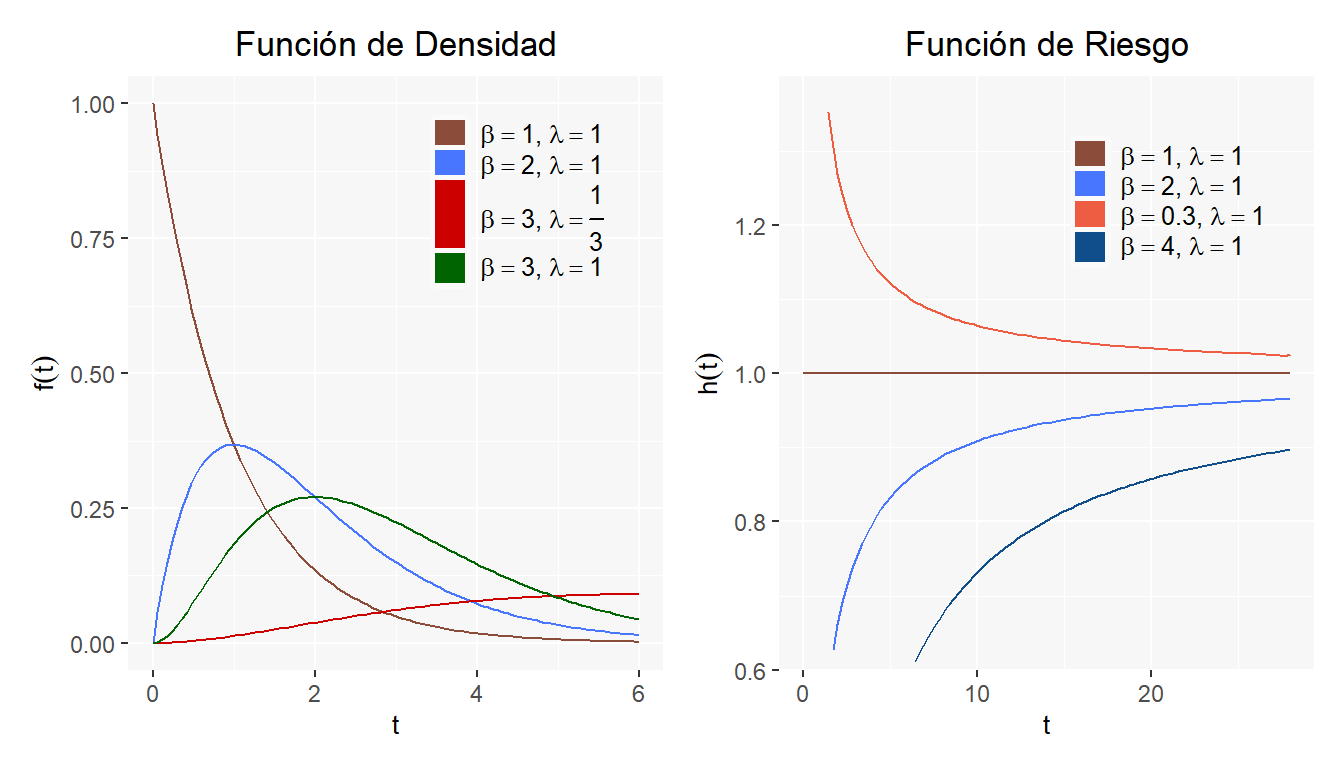 Función de Densidad
f(t)
1.00
0.75
0.50
0.25
0.00
0 2 4 6
t
β = 1, λ = 1
β = 2, λ = 1
β = 3, λ = 1/3
β = 3, λ = 1
Función de Riesgo
h(t)
1.2
1.0
0.8
0.6
0 10 20
t
β = 1, λ = 1
β = 2, λ = 1
β = 0.3, λ = 1
β = 4, λ = 1